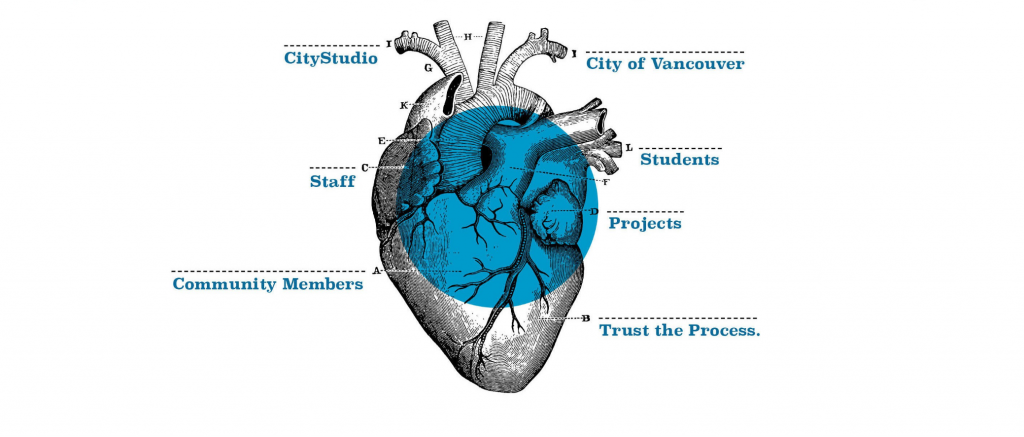 H
I
I
CityStudio
City of Vancouver
G
K
E
L
Students
C
Staff
F
D
Projects
A
Community Members
B
Trust the Process.